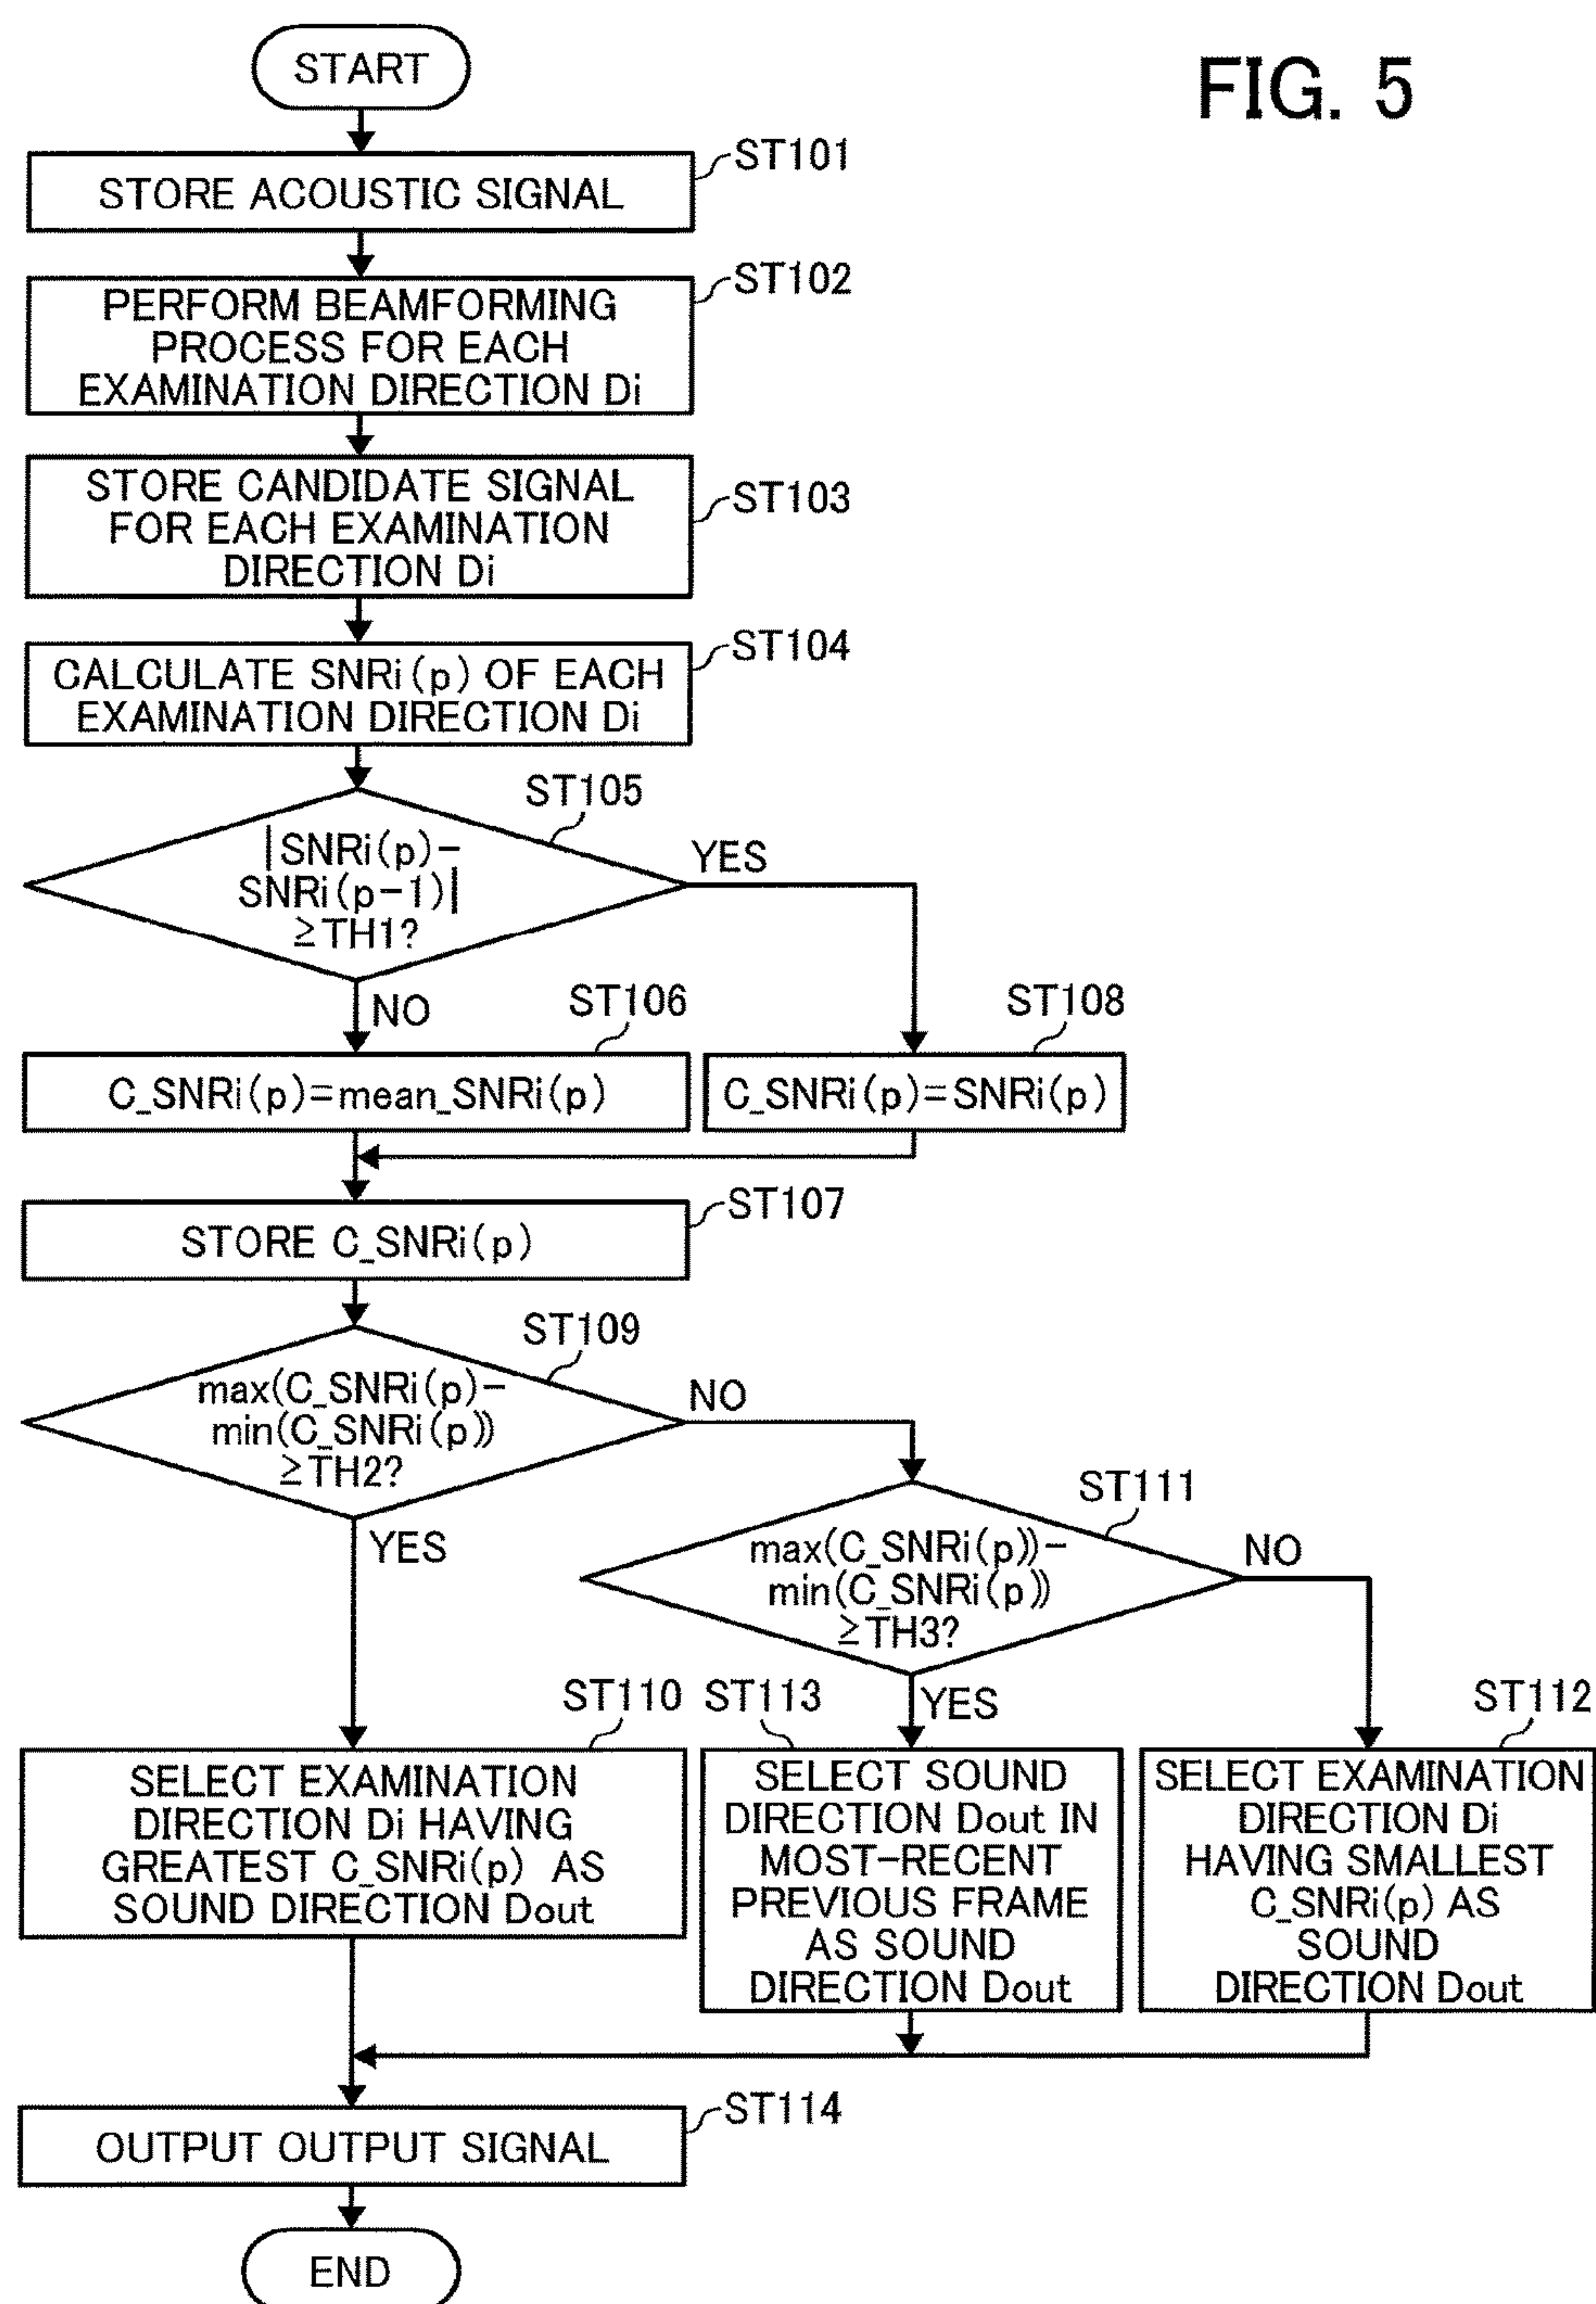 FIG. 5
START
ST101
STORE ACOUSTIC SIGNAL
ST102
PERFORM BEAMFORMING
PROCESS FOR EACH
EXAMINATION DIRECTION Di
ST103
STORE CANDIDATE SIGNAL
FOR EACH EXAMINATION
DIRECTION Di
ST104
CALCULATE SNRi(p) OF EACH
EXAMINATION DIRECTION Di
ST105
|SNRi(p)-
SNRi(p-1)|
≧TH1?
YES
NO
ST106
C_SNRi(p)=mean_SNRi(p)
ST108
C_SNRi(p)=SNRi(p)
ST107
STORE C_SNRi(p)
ST109
max(C_SNRi(p)-
min(C_SNRi(p))
≧TH2?
NO
YES
ST111
max(C_SNRi(p))-
min(C_SNRi(p))
≧TH3?
NO
YES
ST110
SELECT EXAMINATION
DIRECTION Di HAVING
GREATEST C_SNRi(p) AS
SOUND DIRECTION Dout
ST113
SELECT SOUND
DIRECTION Dout IN
MOST-RECENT
PREVIOUS FRAME
AS SOUND
DIRECTION Dout
ST112
SELECT EXAMINATION
DIRECTION Di
HAVING SMALLEST
C_SNRi(p) AS
SOUND
DIRECTION Dout
ST114
OUTPUT OUTPUT SIGNAL
END